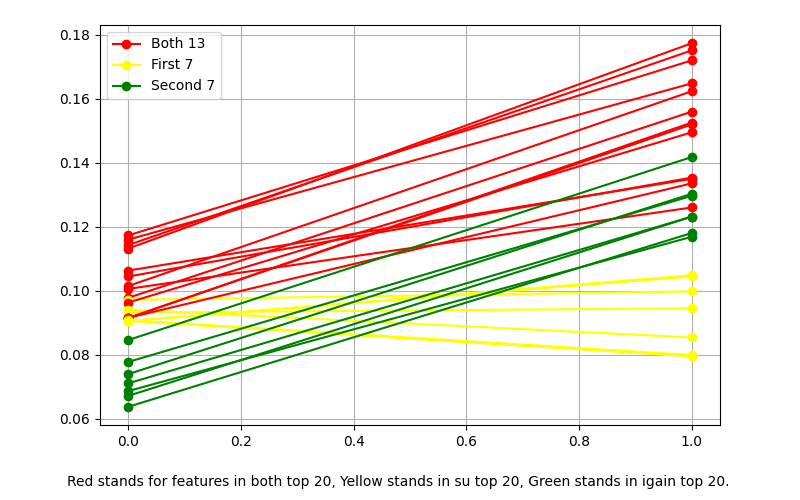 0.18
0.16
0.14
0.12
0.10
0.08
0.06
Both 13
First 7
Second 7
0.0 0.2 0.4 0.6 0.8 1.0
Red stands for features in both top 20, Yellow stands in su top 20, Green stands in igain top 20.